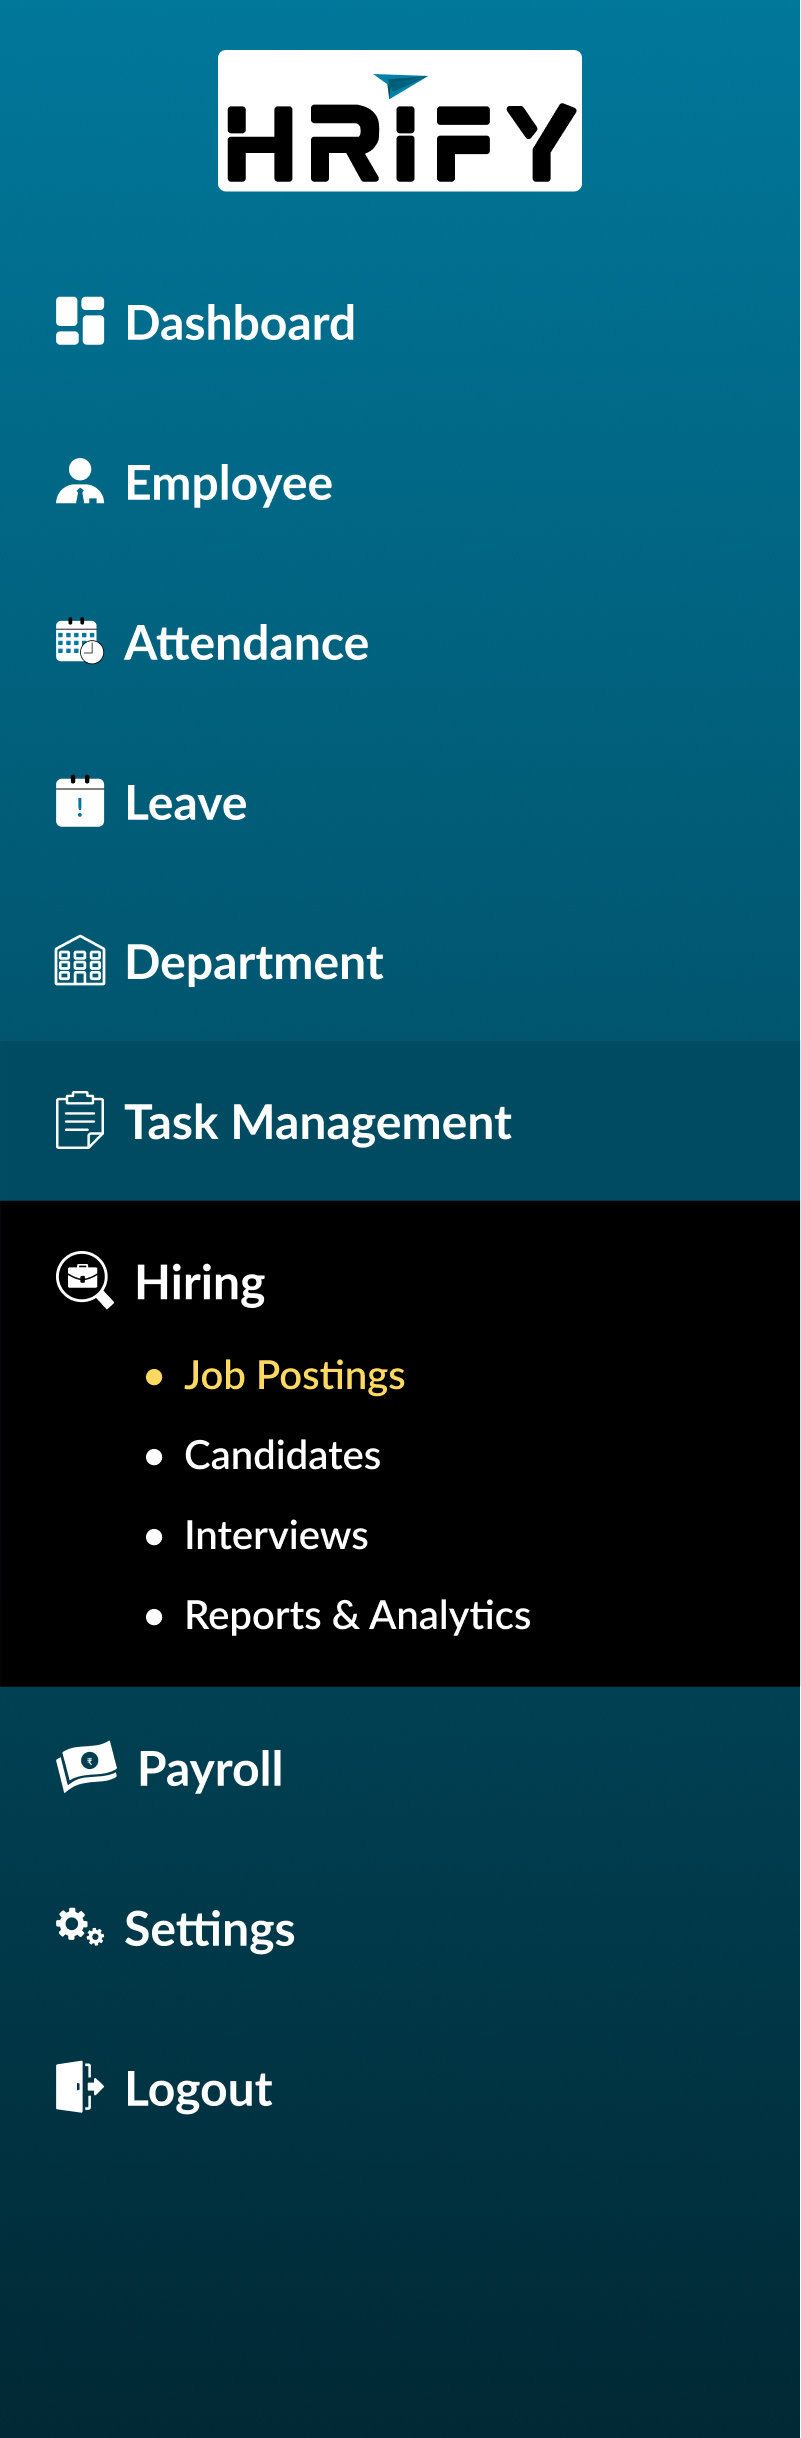 HRIFY
Dashboard
Employee
Attendance
Leave
Department
Task Management
Hiring
• Job Postings
• Candidates
• Interviews
• Reports & Analytics
₹
Payroll
Settings
Logout